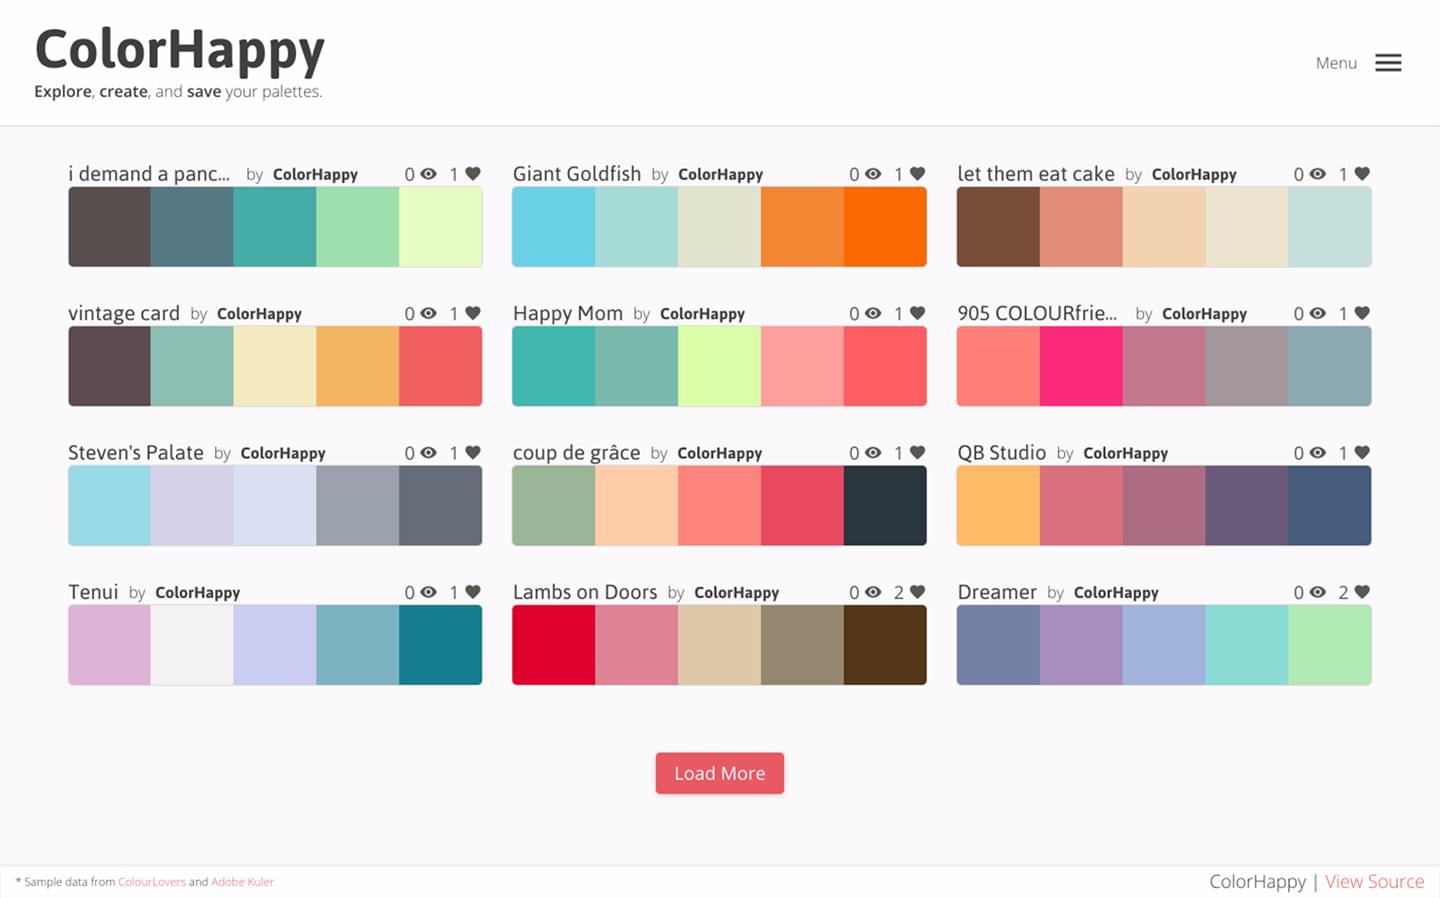 ColorHappy
Explore, create, and save your palettes.
Menu
i demand a panc... by ColorHappy 0 1
Giant Goldfish by ColorHappy 0 1
let them eat cake by ColorHappy 0 1
vintage card by ColorHappy 0 1
Happy Mom by ColorHappy 0 1
905 COLOURfrie... by ColorHappy 0 1
Steven's Palate by ColorHappy 0 1
coup de grâce by ColorHappy 0 1
QB Studio by ColorHappy 0 1
Tenui by ColorHappy 0 1
Lambs on Doors by ColorHappy 0 2
Dreamer by ColorHappy 0 2
Load More
* Sample data from ColourLovers and Adobe Kuler
ColorHappy | View Source